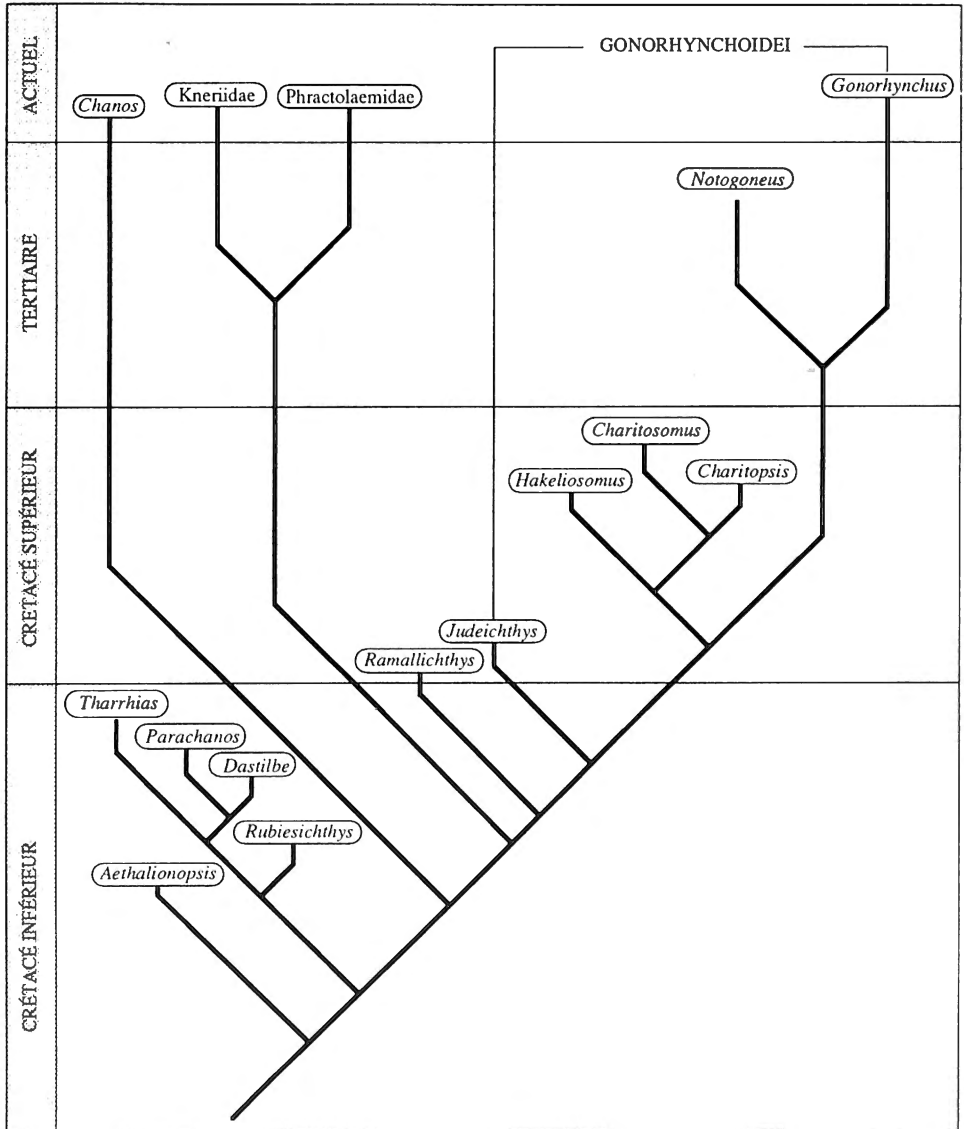 GONORHYNCHOIDEI
ACTUEL
Chanos
Kneriidae
Phractolaemidae
Gonorhynchus
TERTIAIRE
Notogoneus
CRETACÉ SUPÉRIEUR
Charitosomus
Charitopsis
Hakeliosomus
Judeichthys
Ramallichthys
CRÉTACÉ INFÉRIEUR
Tharrhias
Parachanos
Dastilbe
Rubiesichthys
Aethalionopsis